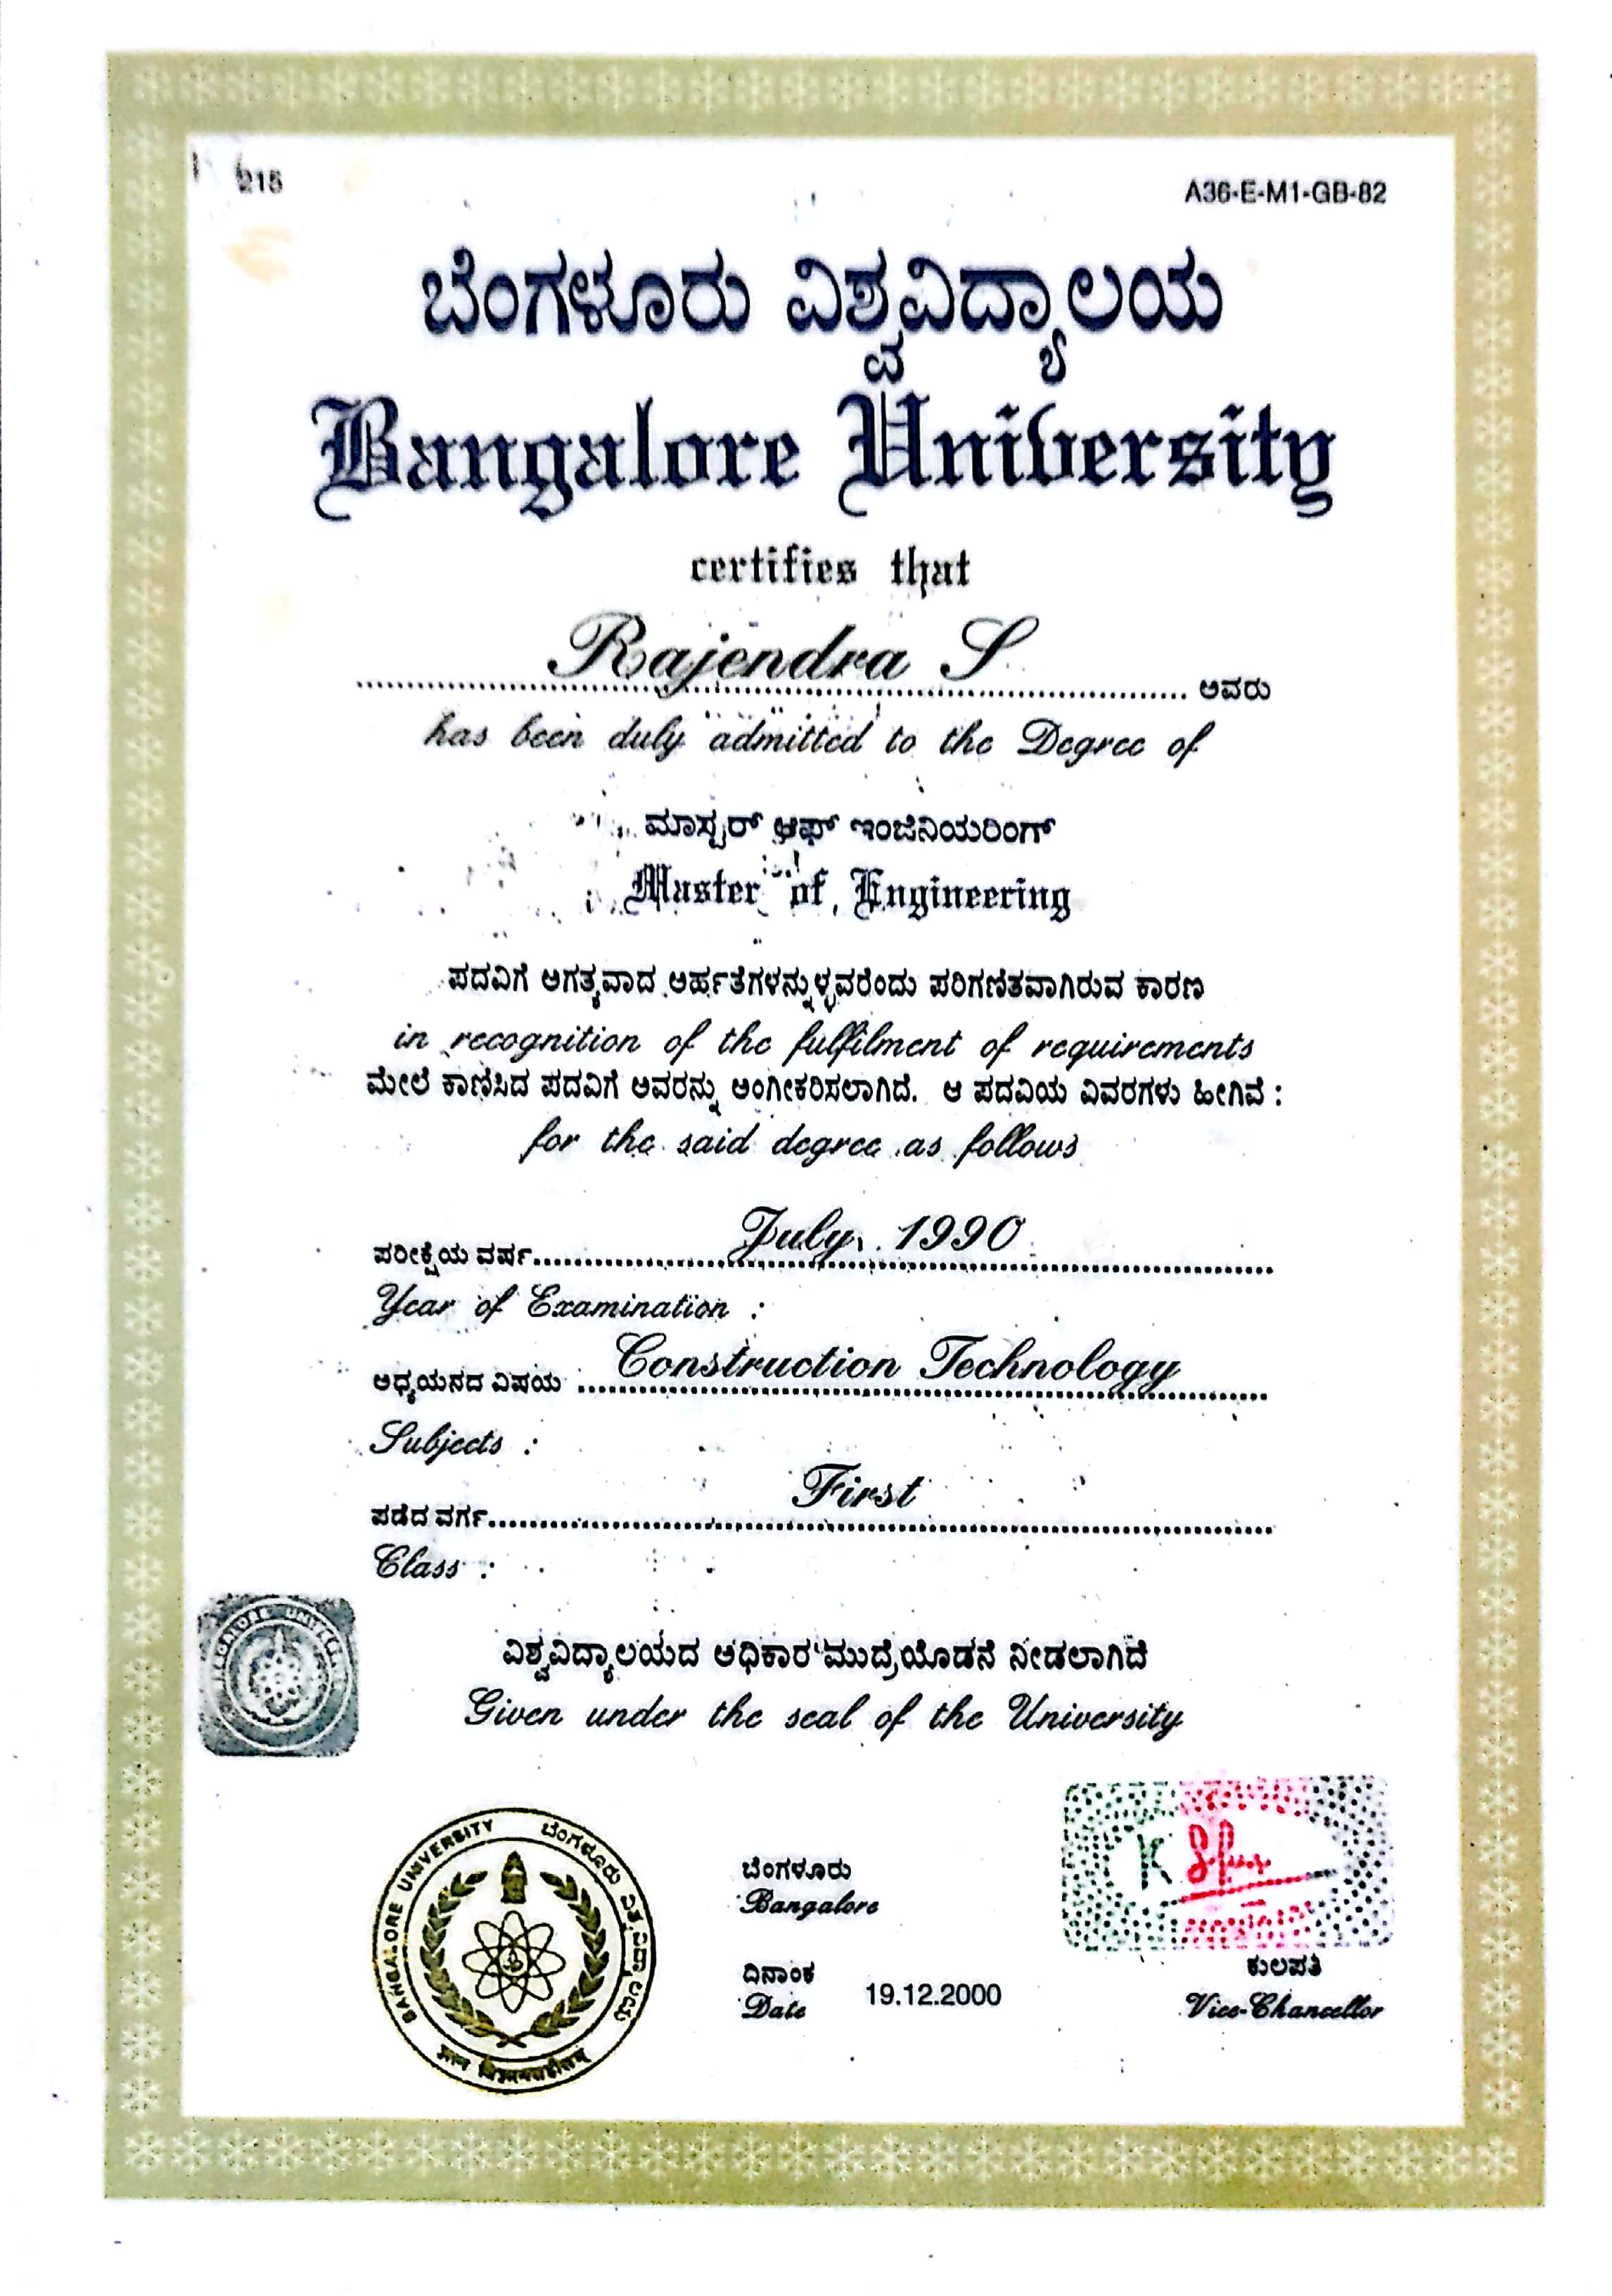 215
A36-E-M1-GB-82
ಬೆಂಗಳೂರು ವಿಶ್ವವಿದ್ಯಾಲಯ
Bangalore University
certifies that
Rajendra S ಅವರು
has been duly admitted to the Degree of
ಮಾಸ್ಟರ್ ಆಫ್ ಇಂಜಿನಿಯರಿಂಗ್
Master of Engineering
ಪದವಿಗೆ ಅಗತ್ಯವಾದ ಅರ್ಹತೆಗಳನ್ನುಳ್ಳವರೆಂದು ಪರಿಗಣಿತವಾಗಿರುವ ಕಾರಣ
in recognition of the fulfilment of requirements
ಮೇಲೆ ಕಾಣಿಸಿದ ಪದವಿಗೆ ಅವರನ್ನು ಅಂಗೀಕರಿಸಲಾಗಿದೆ. ಆ ಪದವಿಯ ವಿವರಗಳು ಹೀಗಿವೆ :
for the said degree as follows
ಪರೀಕ್ಷೆಯ ವರ್ಷ July, 1990
Year of Examination :
ಅಧ್ಯಯನದ ವಿಷಯ Construction Technology
Subjects :
ಪಡೆದ ವರ್ಗ First
Class :
ವಿಶ್ವವಿದ್ಯಾಲಯದ ಅಧಿಕಾರ ಮುದ್ರೆಯೊಡನೆ ನೀಡಲಾಗಿದೆ
Given under the seal of the University
BANGALORE UNIVERSITY ಬೆಂಗಳೂರು ವಿಶ್ವವಿದ್ಯಾಲಯ
ಬೆಂಗಳೂರು
Bangalore
ದಿನಾಂಕ
Date 19.12.2000
ಕುಲಪತಿ
Vice-Chancellor